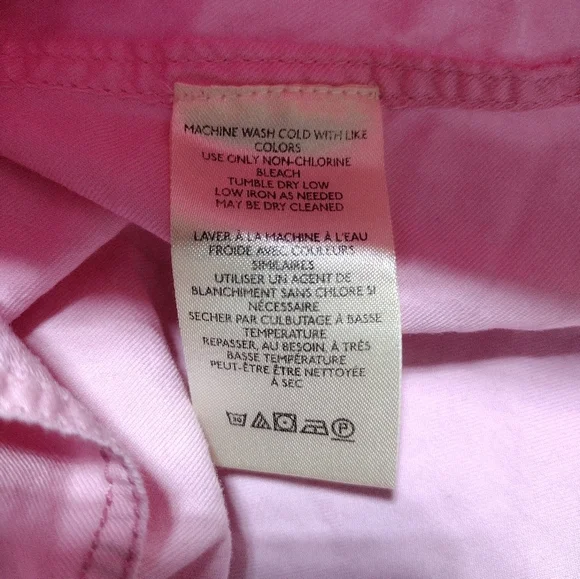 MACHINE WASH COLD WITH LIKE
COLORS
USE ONLY NON-CHLORINE
BLEACH
TUMBLE DRY LOW
LOW IRON AS NEEDED
MAY BE DRY CLEANED
LAVER À LA MACHINE À L'EAU
FROIDE AVEC COULEURS
SIMILAIRES
UTILISER UN AGENT DE
BLANCHIMENT SANS CHLORE SI
NÉCESSAIRE
SECHER PAR CULBUTAGE À BASSE
TEMPERATURE
REPASSER, AU BESOIN, À TRÈS
BASSE TEMPÉRATURE
PEUT-ÊTRE ÊTRE NETTOYÉE
À SEC
30 P